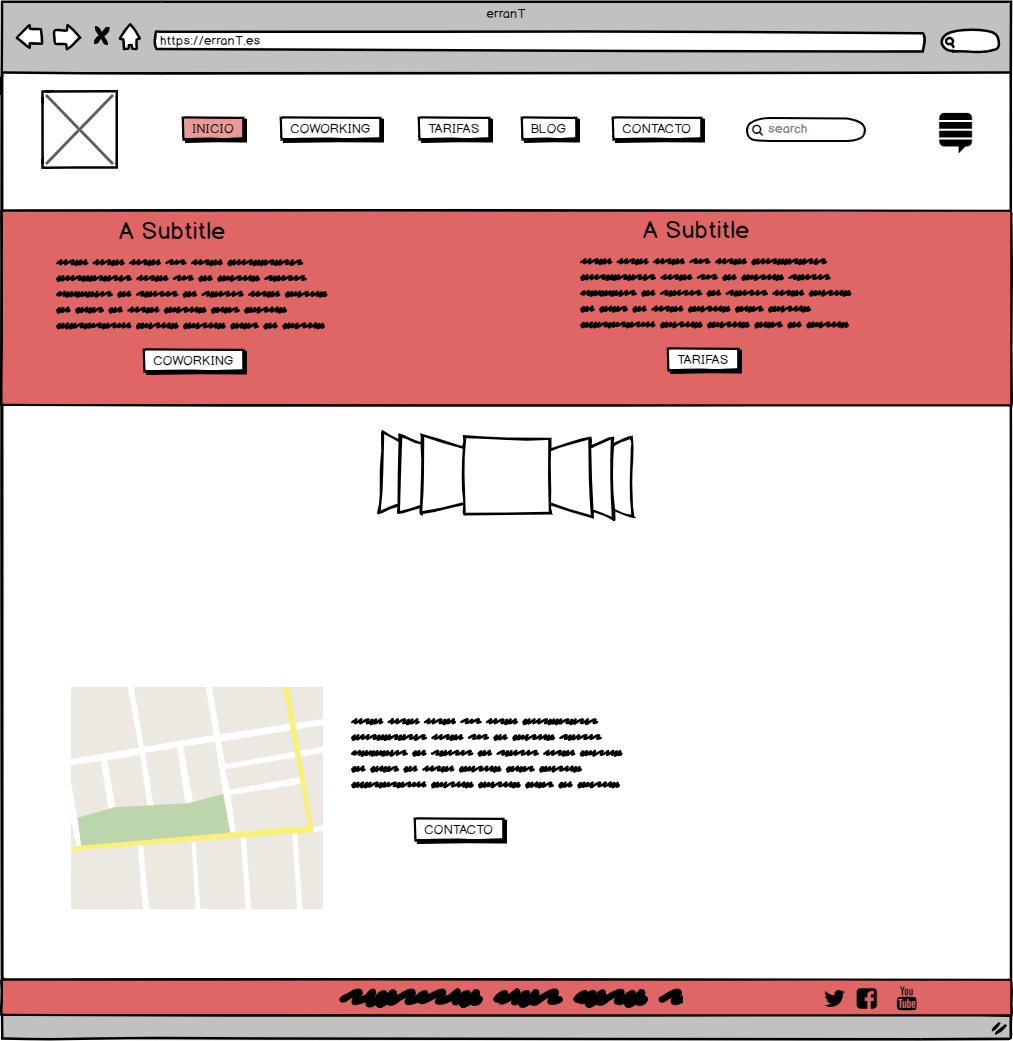 erranT
https://erranT.es
INICIO COWORKING TARIFAS BLOG CONTACTO search
A Subtitle A Subtitle
COWORKING TARIFAS
CONTACTO
You
Tube